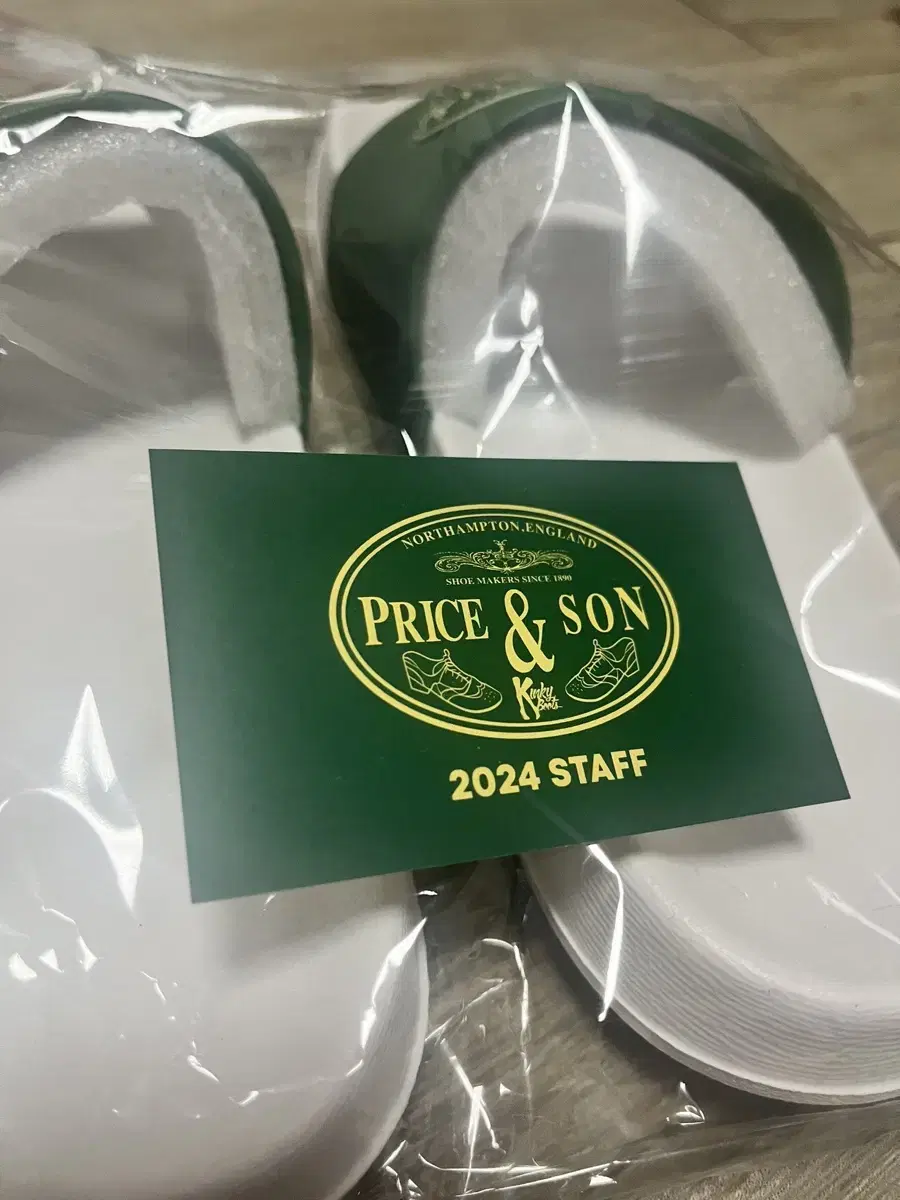 NORTHAMPTON.ENGLAND
SHOE MAKERS SINCE 1890
PRICE & SON
Kinky
Boots
2024 STAFF